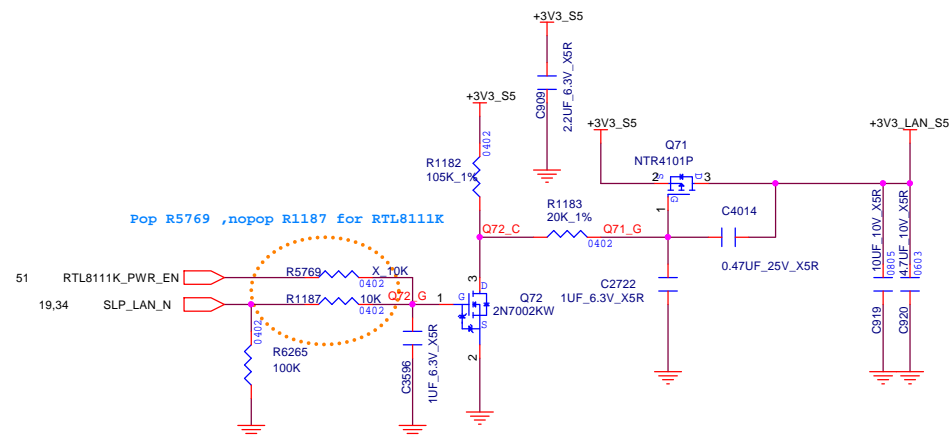 +3V3_S5
C909
2.2UF_6.3V_X5R
+3V3_S5
0402
R1182
105K_1%
+3V3_S5
Q71
NTR4101P
2
S
D
3
G
1
+3V3_LAN_S5
Pop R5769 ,nopop R1187 for RTL8111K
R1183
20K_1%
0402
Q72_C
Q71_G
C4014
0.47UF_25V_X5R
10UF_10V_X5R
0805
4.7UF_10V_X5R
0603
C919
C920
51
RTL8111K_PWR_EN
R5769
X_10K
0402
19,34
SLP_LAN_N
R1187
10K
0402
Q72_G
1
G
3
D
S
2
Q72
2N7002KW
C2722
1UF_6.3V_X5R
0402
R6265
100K
C3596
1UF_6.3V_X5R